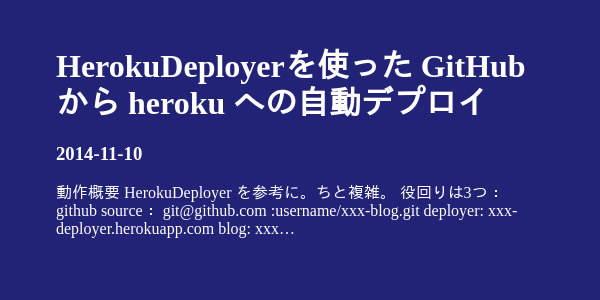 HerokuDeployerを使った GitHub
から heroku への自動デプロイ
2014-11-10
動作概要 HerokuDeployer を参考に。ちと複雑。 役回りは3つ：
github source： git@github.com :username/xxx-blog.git deployer: xxx-
deployer.herokuapp.com blog: xxx…